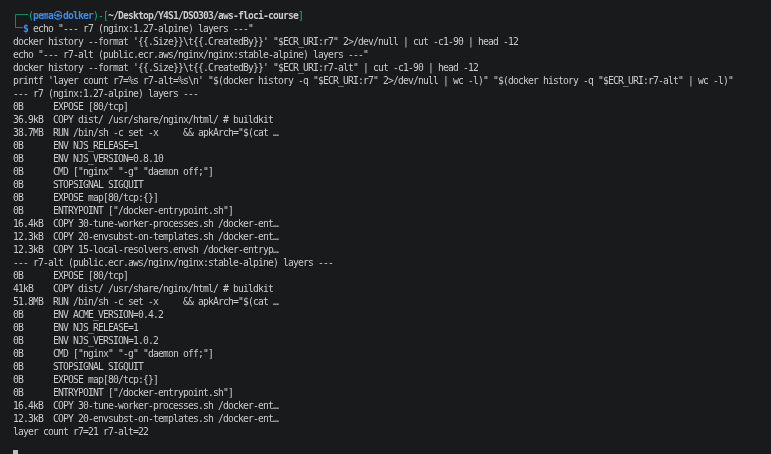 ┌──(pema㉿dolker)-[~/Desktop/Y4S1/DSO303/aws-floci-course]
└─$ echo "--- r7 (nginx:1.27-alpine) layers ---"
docker history --format '{{.Size}}\t{{.CreatedBy}}' "$ECR_URI:r7" 2>/dev/null | cut -c1-90 | head -12
echo "--- r7-alt (public.ecr.aws/nginx/nginx:stable-alpine) layers ---"
docker history --format '{{.Size}}\t{{.CreatedBy}}' "$ECR_URI:r7-alt" | cut -c1-90 | head -12
printf 'layer count r7=%s r7-alt=%s\n' "$(docker history -q "$ECR_URI:r7" 2>/dev/null | wc -l)" "$(docker history -q "$ECR_URI:r7-alt" | wc -l)"
--- r7 (nginx:1.27-alpine) layers ---
0B      EXPOSE [80/tcp]
36.9kB  COPY dist/ /usr/share/nginx/html/ # buildkit
38.7MB  RUN /bin/sh -c set -x     && apkArch="$(cat …
0B      ENV NJS_RELEASE=1
0B      ENV NJS_VERSION=0.8.10
0B      CMD ["nginx" "-g" "daemon off;"]
0B      STOPSIGNAL SIGQUIT
0B      EXPOSE map[80/tcp:{}]
0B      ENTRYPOINT ["/docker-entrypoint.sh"]
16.4kB  COPY 30-tune-worker-processes.sh /docker-ent…
12.3kB  COPY 20-envsubst-on-templates.sh /docker-ent…
12.3kB  COPY 15-local-resolvers.envsh /docker-entryp…
--- r7-alt (public.ecr.aws/nginx/nginx:stable-alpine) layers ---
0B      EXPOSE [80/tcp]
41kB    COPY dist/ /usr/share/nginx/html/ # buildkit
51.8MB  RUN /bin/sh -c set -x     && apkArch="$(cat …
0B      ENV ACME_VERSION=0.4.2
0B      ENV NJS_RELEASE=1
0B      ENV NJS_VERSION=1.0.2
0B      CMD ["nginx" "-g" "daemon off;"]
0B      STOPSIGNAL SIGQUIT
0B      EXPOSE map[80/tcp:{}]
0B      ENTRYPOINT ["/docker-entrypoint.sh"]
16.4kB  COPY 30-tune-worker-processes.sh /docker-ent…
12.3kB  COPY 20-envsubst-on-templates.sh /docker-ent…
layer count r7=21 r7-alt=22